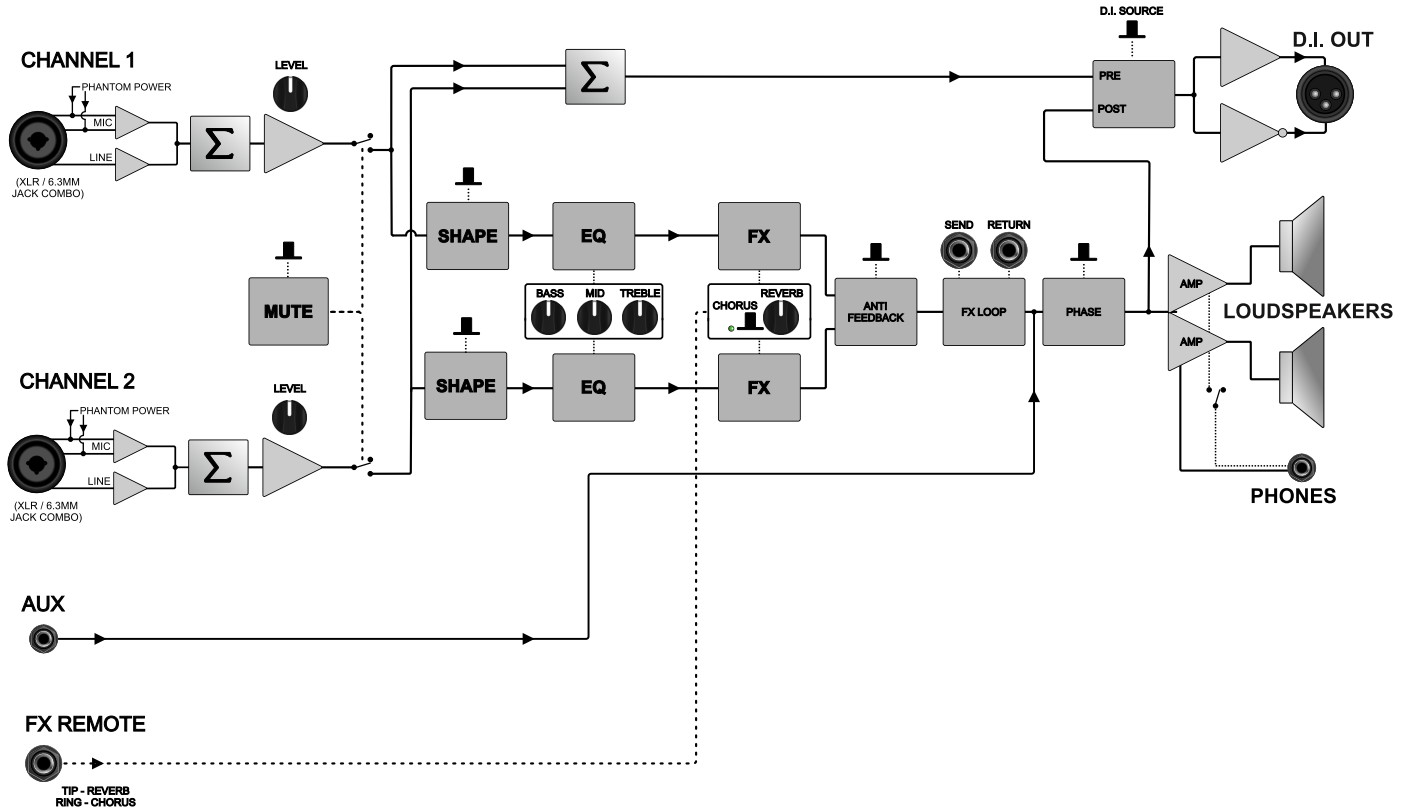 D.I. SOURCE
D.I. OUT
CHANNEL 1
LEVEL
PHANTOM POWER
MIC
LINE
Σ
Σ
PRE
POST
(XLR / 6.3MM
JACK COMBO)
SHAPE
EQ
FX
SEND
RETURN
MUTE
BASS
MID
TREBLE
CHORUS
REVERB
ANTI
FEEDBACK
FX LOOP
PHASE
AMP
LOUDSPEAKERS
AMP
CHANNEL 2
LEVEL
PHANTOM POWER
MIC
LINE
Σ
(XLR / 6.3MM
JACK COMBO)
SHAPE
EQ
FX
PHONES
AUX
FX REMOTE
TIP - REVERB
RING - CHORUS